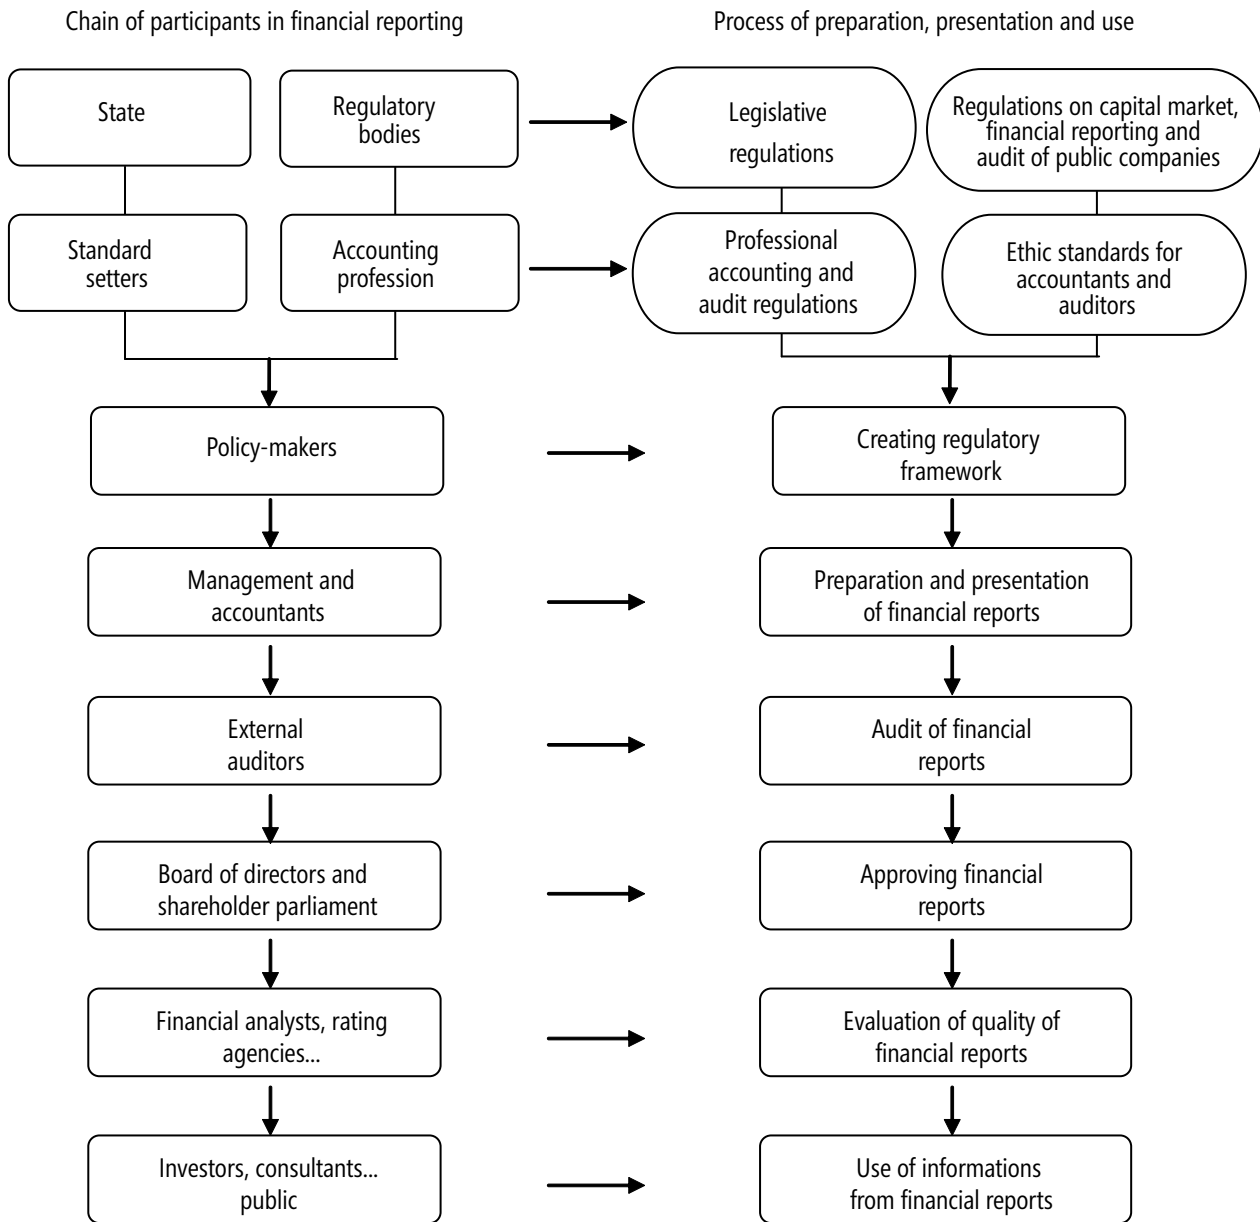 Chain of participants in financial reporting
Process of preparation, presentation and use
State
Regulatory
bodies
Legislative
regulations
Regulations on capital market,
financial reporting and
audit of public companies
Standard
setters
Accounting
profession
Professional
accounting and
audit regulations
Ethic standards for
accountants and
auditors
Policy-makers
Creating regulatory
framework
Management and
accountants
Preparation and presentation
of financial reports
External
auditors
Audit of financial
reports
Board of directors and
shareholder parliament
Approving financial
reports
Financial analysts, rating
agencies...
Evaluation of quality of
financial reports
Investors, consultants...
public
Use of informations
from financial reports